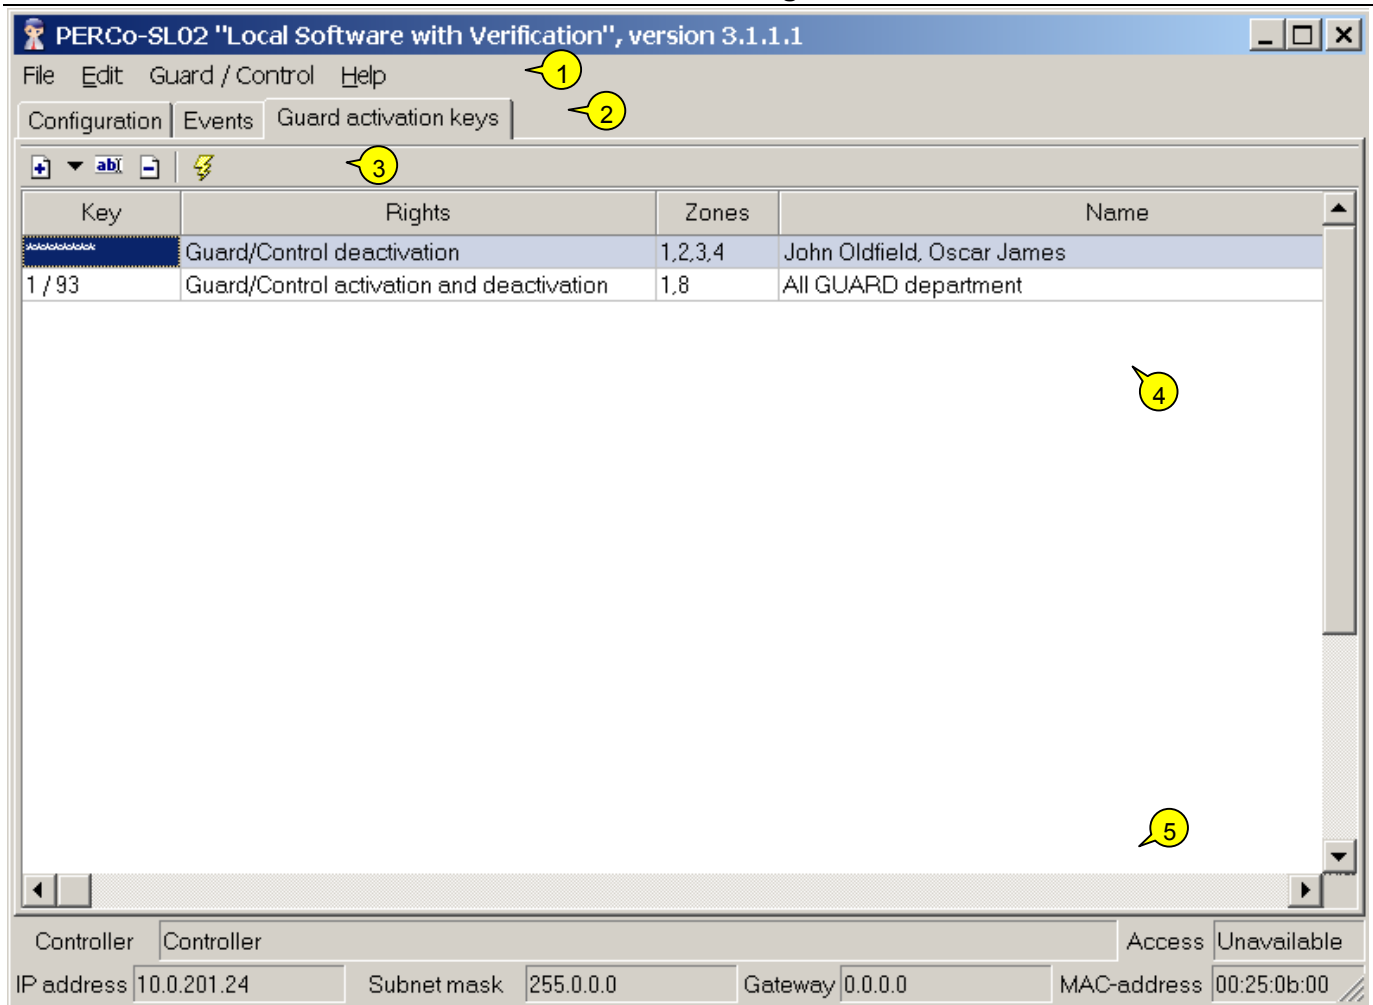 PERCo-SL02 "Local Software with Verification", version 3.1.1.1
File Edit Guard / Control Help 1
Configuration Events Guard activation keys 2
abI 3
Key Rights Zones Name
********* Guard/Control deactivation 1,2,3,4 John Oldfield, Oscar James
1 / 93 Guard/Control activation and deactivation 1,8 All GUARD department
4
5
Controller Controller Access Unavailable
IP address 10.0.201.24 Subnet mask 255.0.0.0 Gateway 0.0.0.0 MAC-address 00:25:0b:00